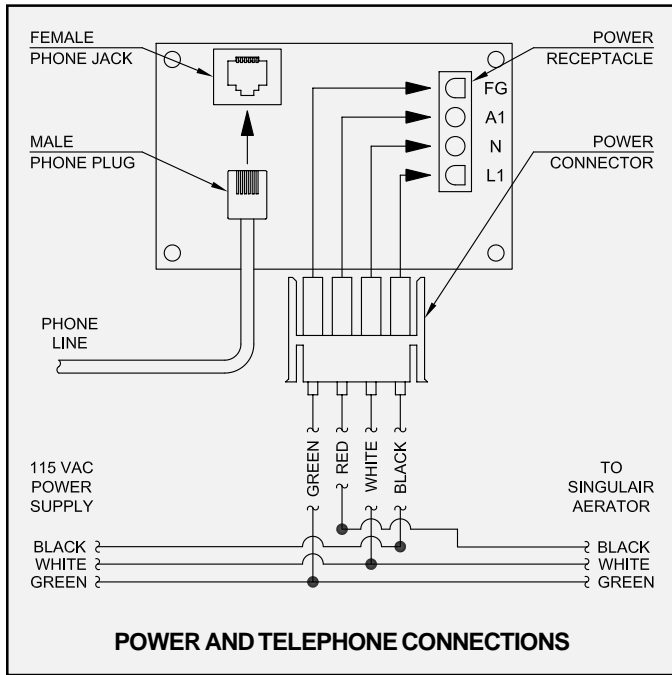 FEMALE
PHONE JACK
POWER
RECEPTACLE
FG
A1
N
L1
MALE
PHONE PLUG
POWER
CONNECTOR
PHONE
LINE
GREEN
RED
WHITE
BLACK
115 VAC
POWER
SUPPLY
TO
SINGULAIR
AERATOR
BLACK
WHITE
GREEN
BLACK
WHITE
GREEN
POWER AND TELEPHONE CONNECTIONS